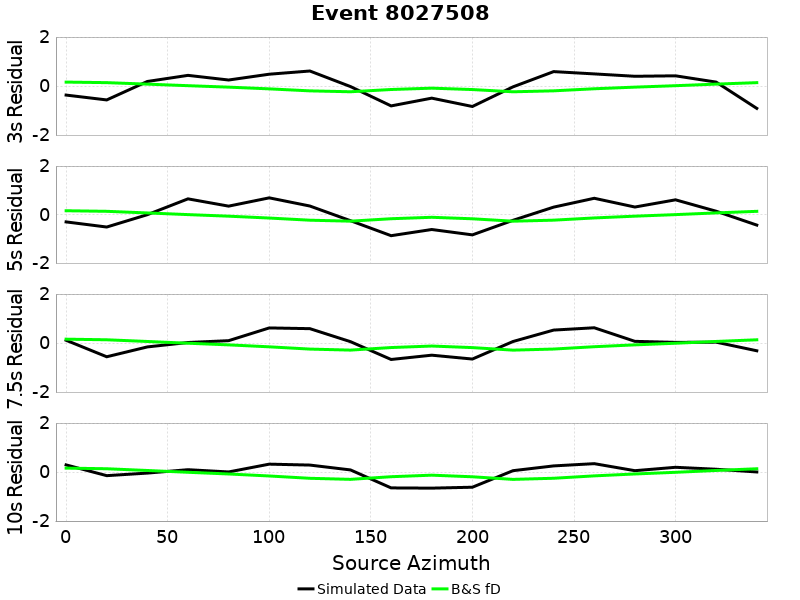 Event 8027508
3s Residual
2
0
-2
5s Residual
2
0
-2
7.5s Residual
2
0
-2
10s Residual
2
0
-2
0 50 100 150 200 250 300
Source Azimuth
Simulated Data B&S fD